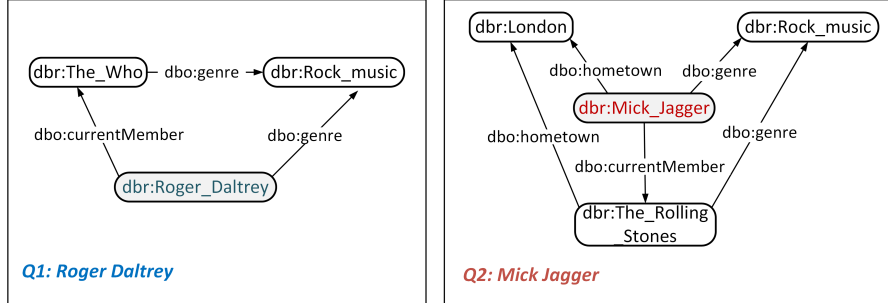 dbr:The_Who
dbo:genre
dbr:Rock_music
dbo:currentMember
dbo:genre
dbr:Roger_Daltrey
Q1: Roger Daltrey
dbr:London
dbr:Rock_music
dbo:hometown
dbo:genre
dbr:Mick_Jagger
dbo:hometown
dbo:genre
dbo:currentMember
dbr:The_Rolling
_Stones
Q2: Mick Jagger